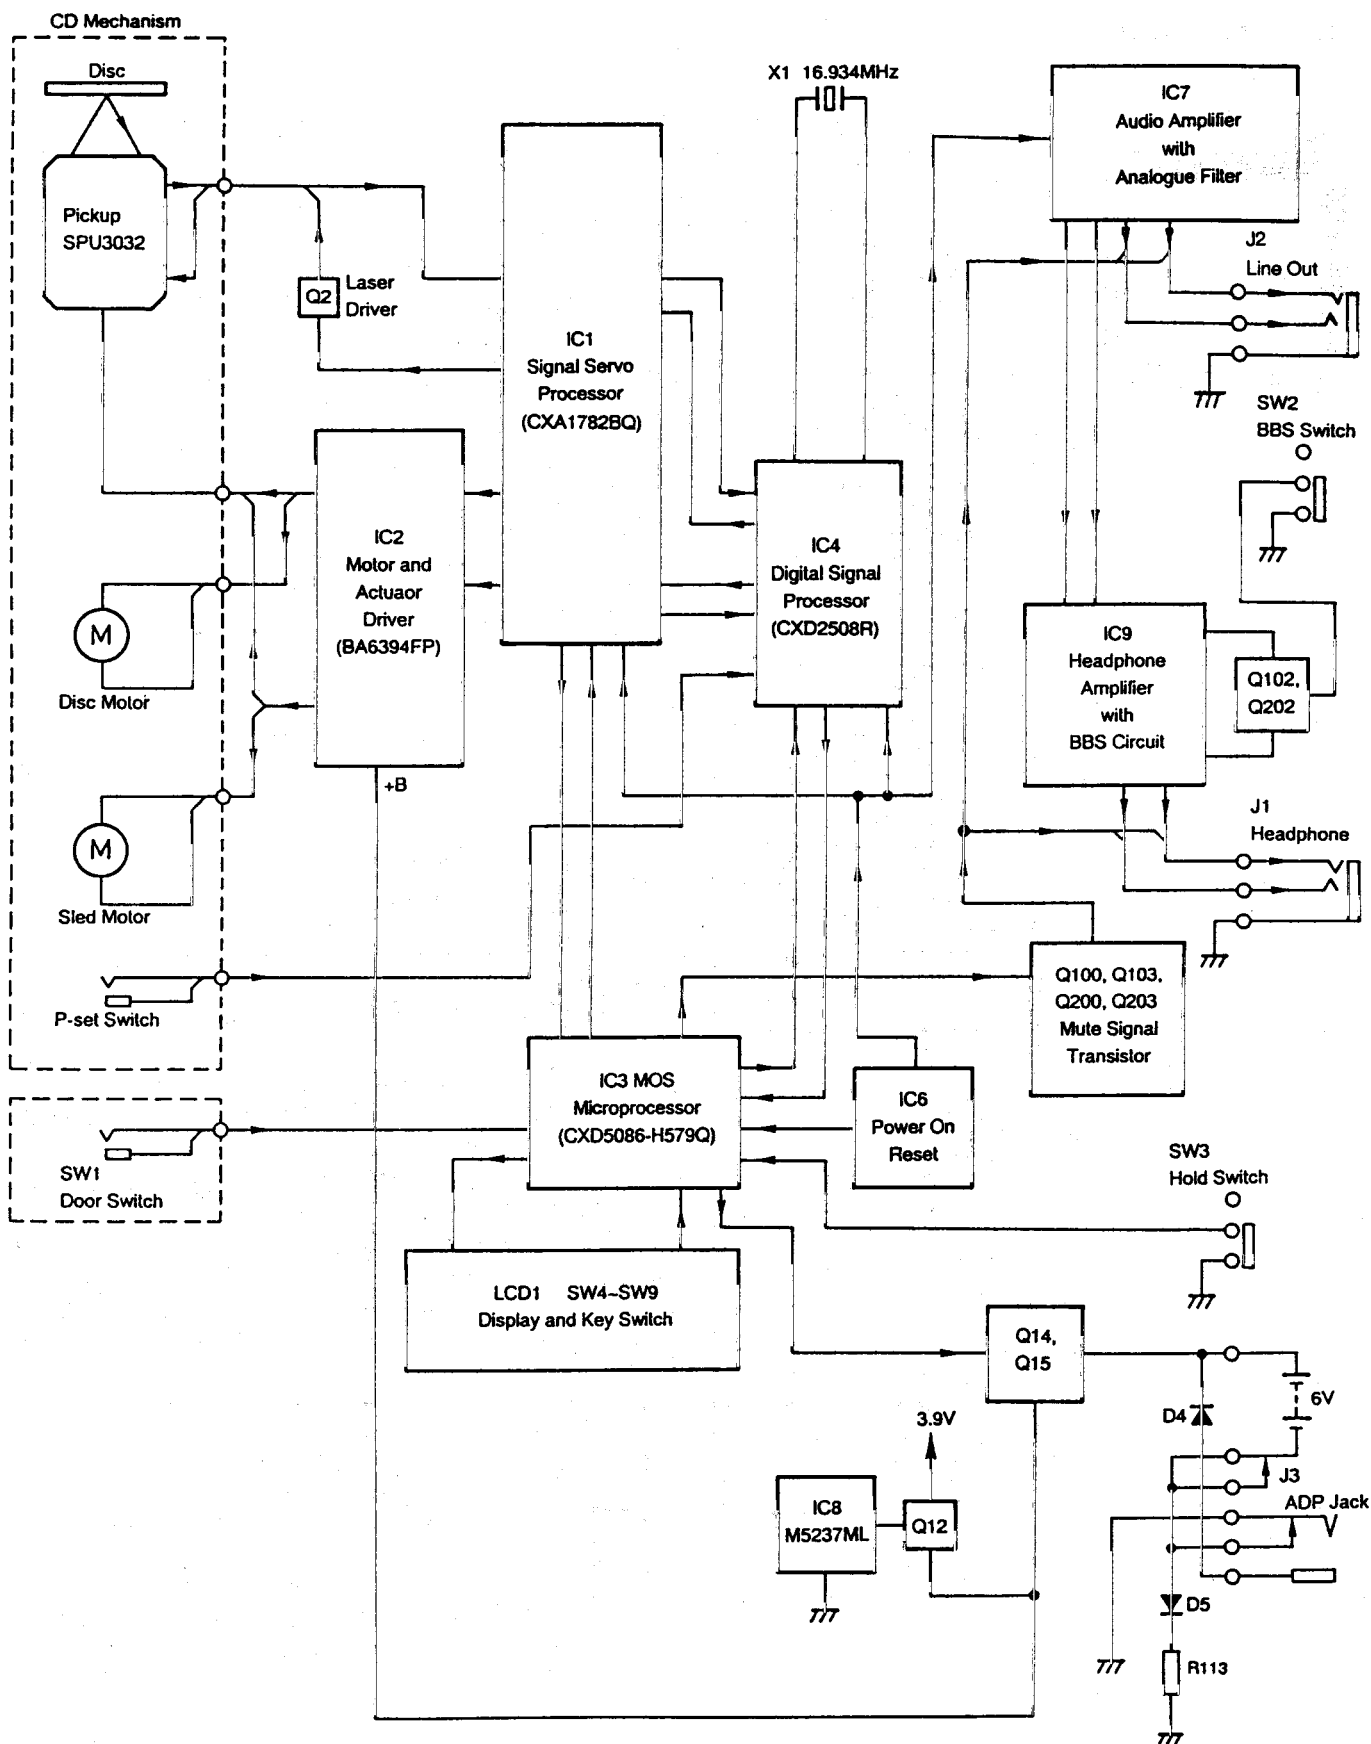 CD Mechanism
Disc
Pickup
SPU3032
Q2
Laser
Driver
IC1
Signal Servo
Processor
(CXA1782BQ)
X1 16.934MHz
IC7
Audio Amplifier
with
Analogue Filter
J2
Line Out
SW2
BBS Switch
IC2
Motor and
Actuaor
Driver
(BA6394FP)
IC4
Digital Signal
Processor
(CXD2508R)
M
Disc Motor
IC9
Headphone
Amplifier
with
BBS Circuit
Q102,
Q202
+B
M
Sled Motor
J1
Headphone
P-set Switch
Q100, Q103,
Q200, Q203
Mute Signal
Transistor
IC3 MOS
Microprocessor
(CXD5086-H579Q)
IC6
Power On
Reset
SW1
Door Switch
SW3
Hold Switch
LCD1 SW4~SW9
Display and Key Switch
Q14,
Q15
6V
D4
3.9V
J3
ADP Jack
IC8
M5237ML
Q12
D5
R113